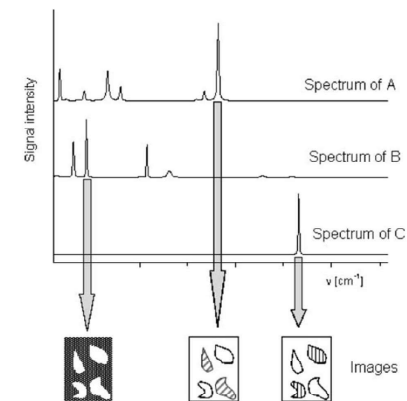 Signal intensity
Spectrum of A
Spectrum of B
Spectrum of C
ν [cm⁻¹]
Images